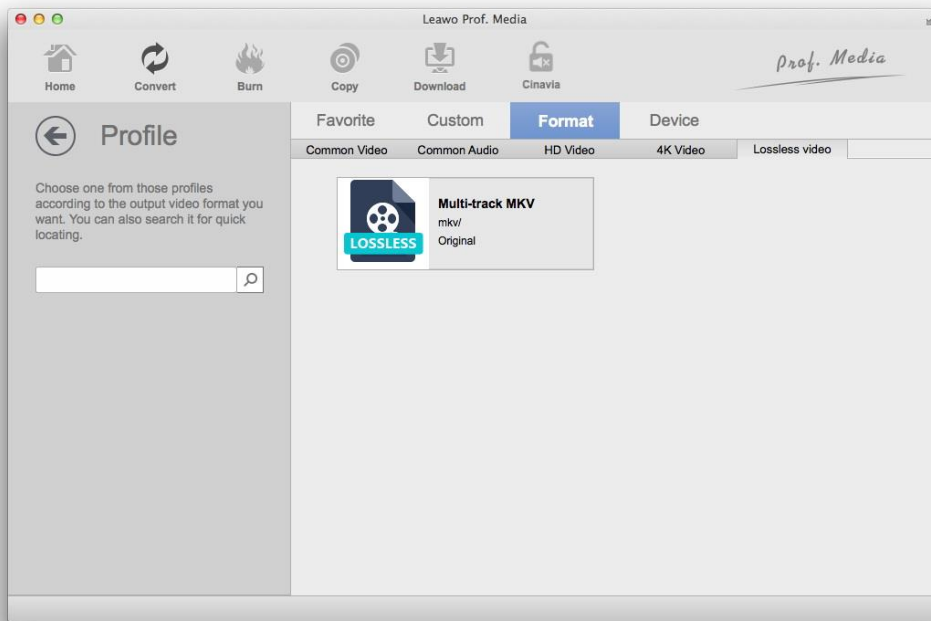 Leawo Prof. Media
Home
Convert
Burn
Copy
Download
Cinavia
Prof. Media
Profile
Choose one from those profiles
according to the output video format you
want. You can also search it for quick
locating.
Favorite
Custom
Format
Device
Common Video
Common Audio
HD Video
4K Video
Lossless video
LOSSLESS
Multi-track MKV
mkv/
Original